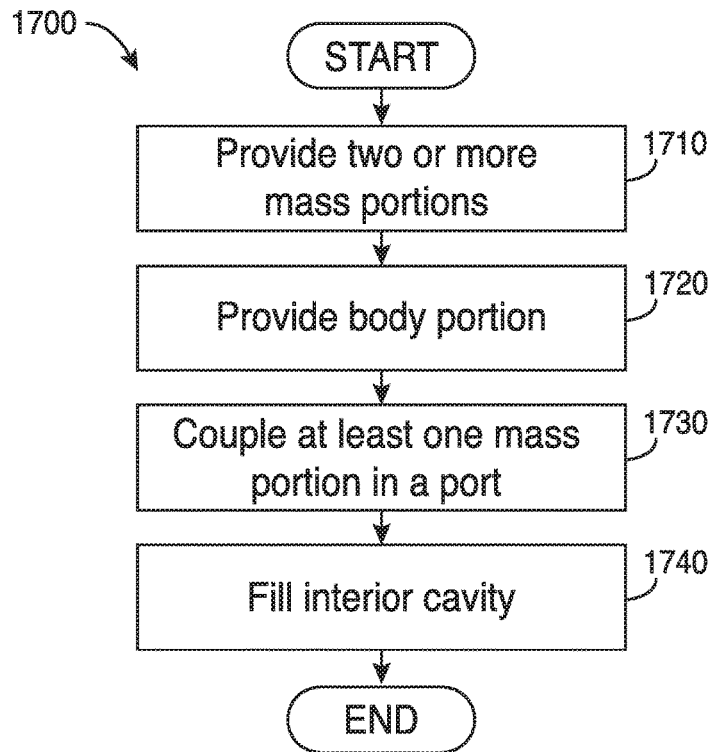 1700
START
Provide two or more
mass portions
1710
Provide body portion
1720
Couple at least one mass
portion in a port
1730
Fill interior cavity
1740
END